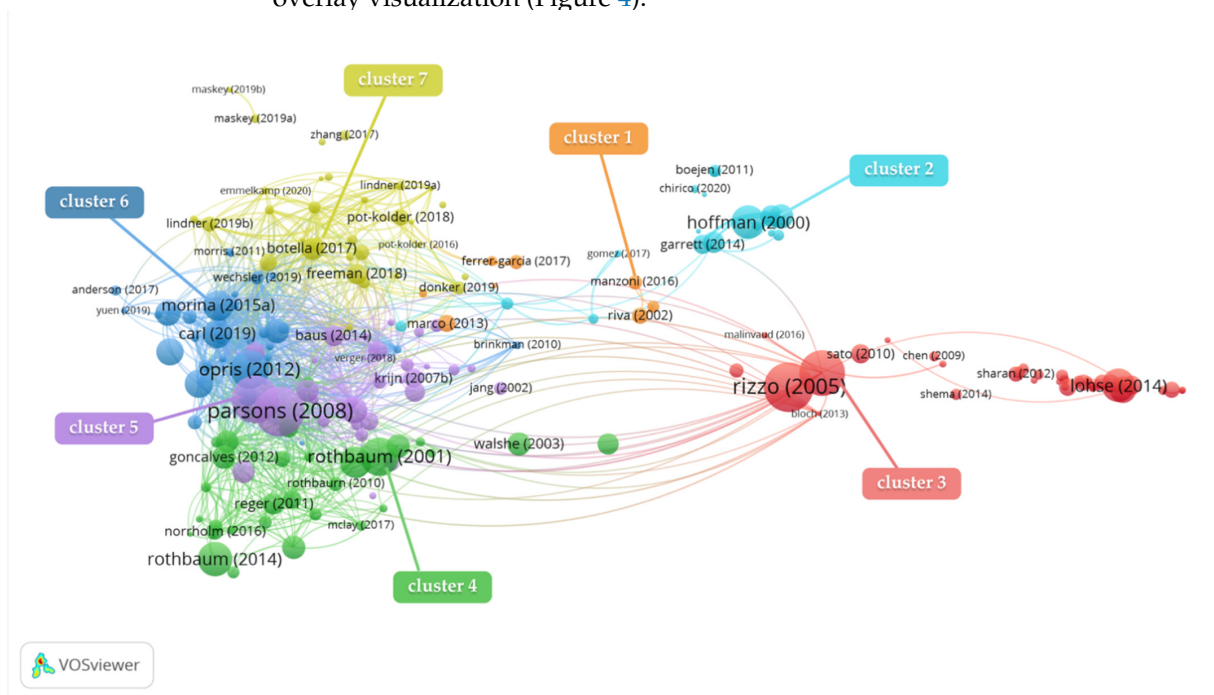 overlay visualization (Figure 4).
cluster 7
maskey (2019b)
maskey (2019a)
zhang (2017)
cluster 1
cluster 2
boejen (2011)
chirico (2020)
cluster 6
emmelkamp (2020)
lindner (2019a)
lindner (2019b)
pot-kolder (2018)
hoffman (2000)
garrett (2014)
morris (2011)
botella (2017)
pot-kolder (2016)
gomez (2017)
ferrer-garcia (2017)
wechsler (2019)
freeman (2018)
manzoni (2016)
anderson (2017)
donker (2019)
morina (2015a)
yuen (2019)
riva (2002)
carl (2019)
baus (2014)
marco (2013)
malinvaud (2016)
brinkman (2010)
verger (2018)
sato (2010)
chen (2009)
opris (2012)
krijn (2007b)
jang (2002)
rizzo (2005)
sharan (2012)
lohse (2014)
shema (2014)
parsons (2008)
bloch (2013)
cluster 5
walshe (2003)
goncalves (2012)
rothbaum (2001)
rothbaurn (2010)
cluster 3
reger (2011)
norrholm (2016)
mclay (2017)
rothbaum (2014)
cluster 4
VOSviewer